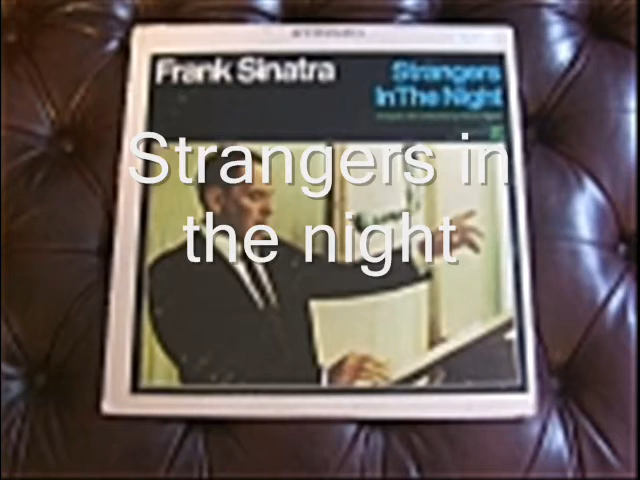 Frank Sinatra
Strangers
In The Night
Strangers in
the night